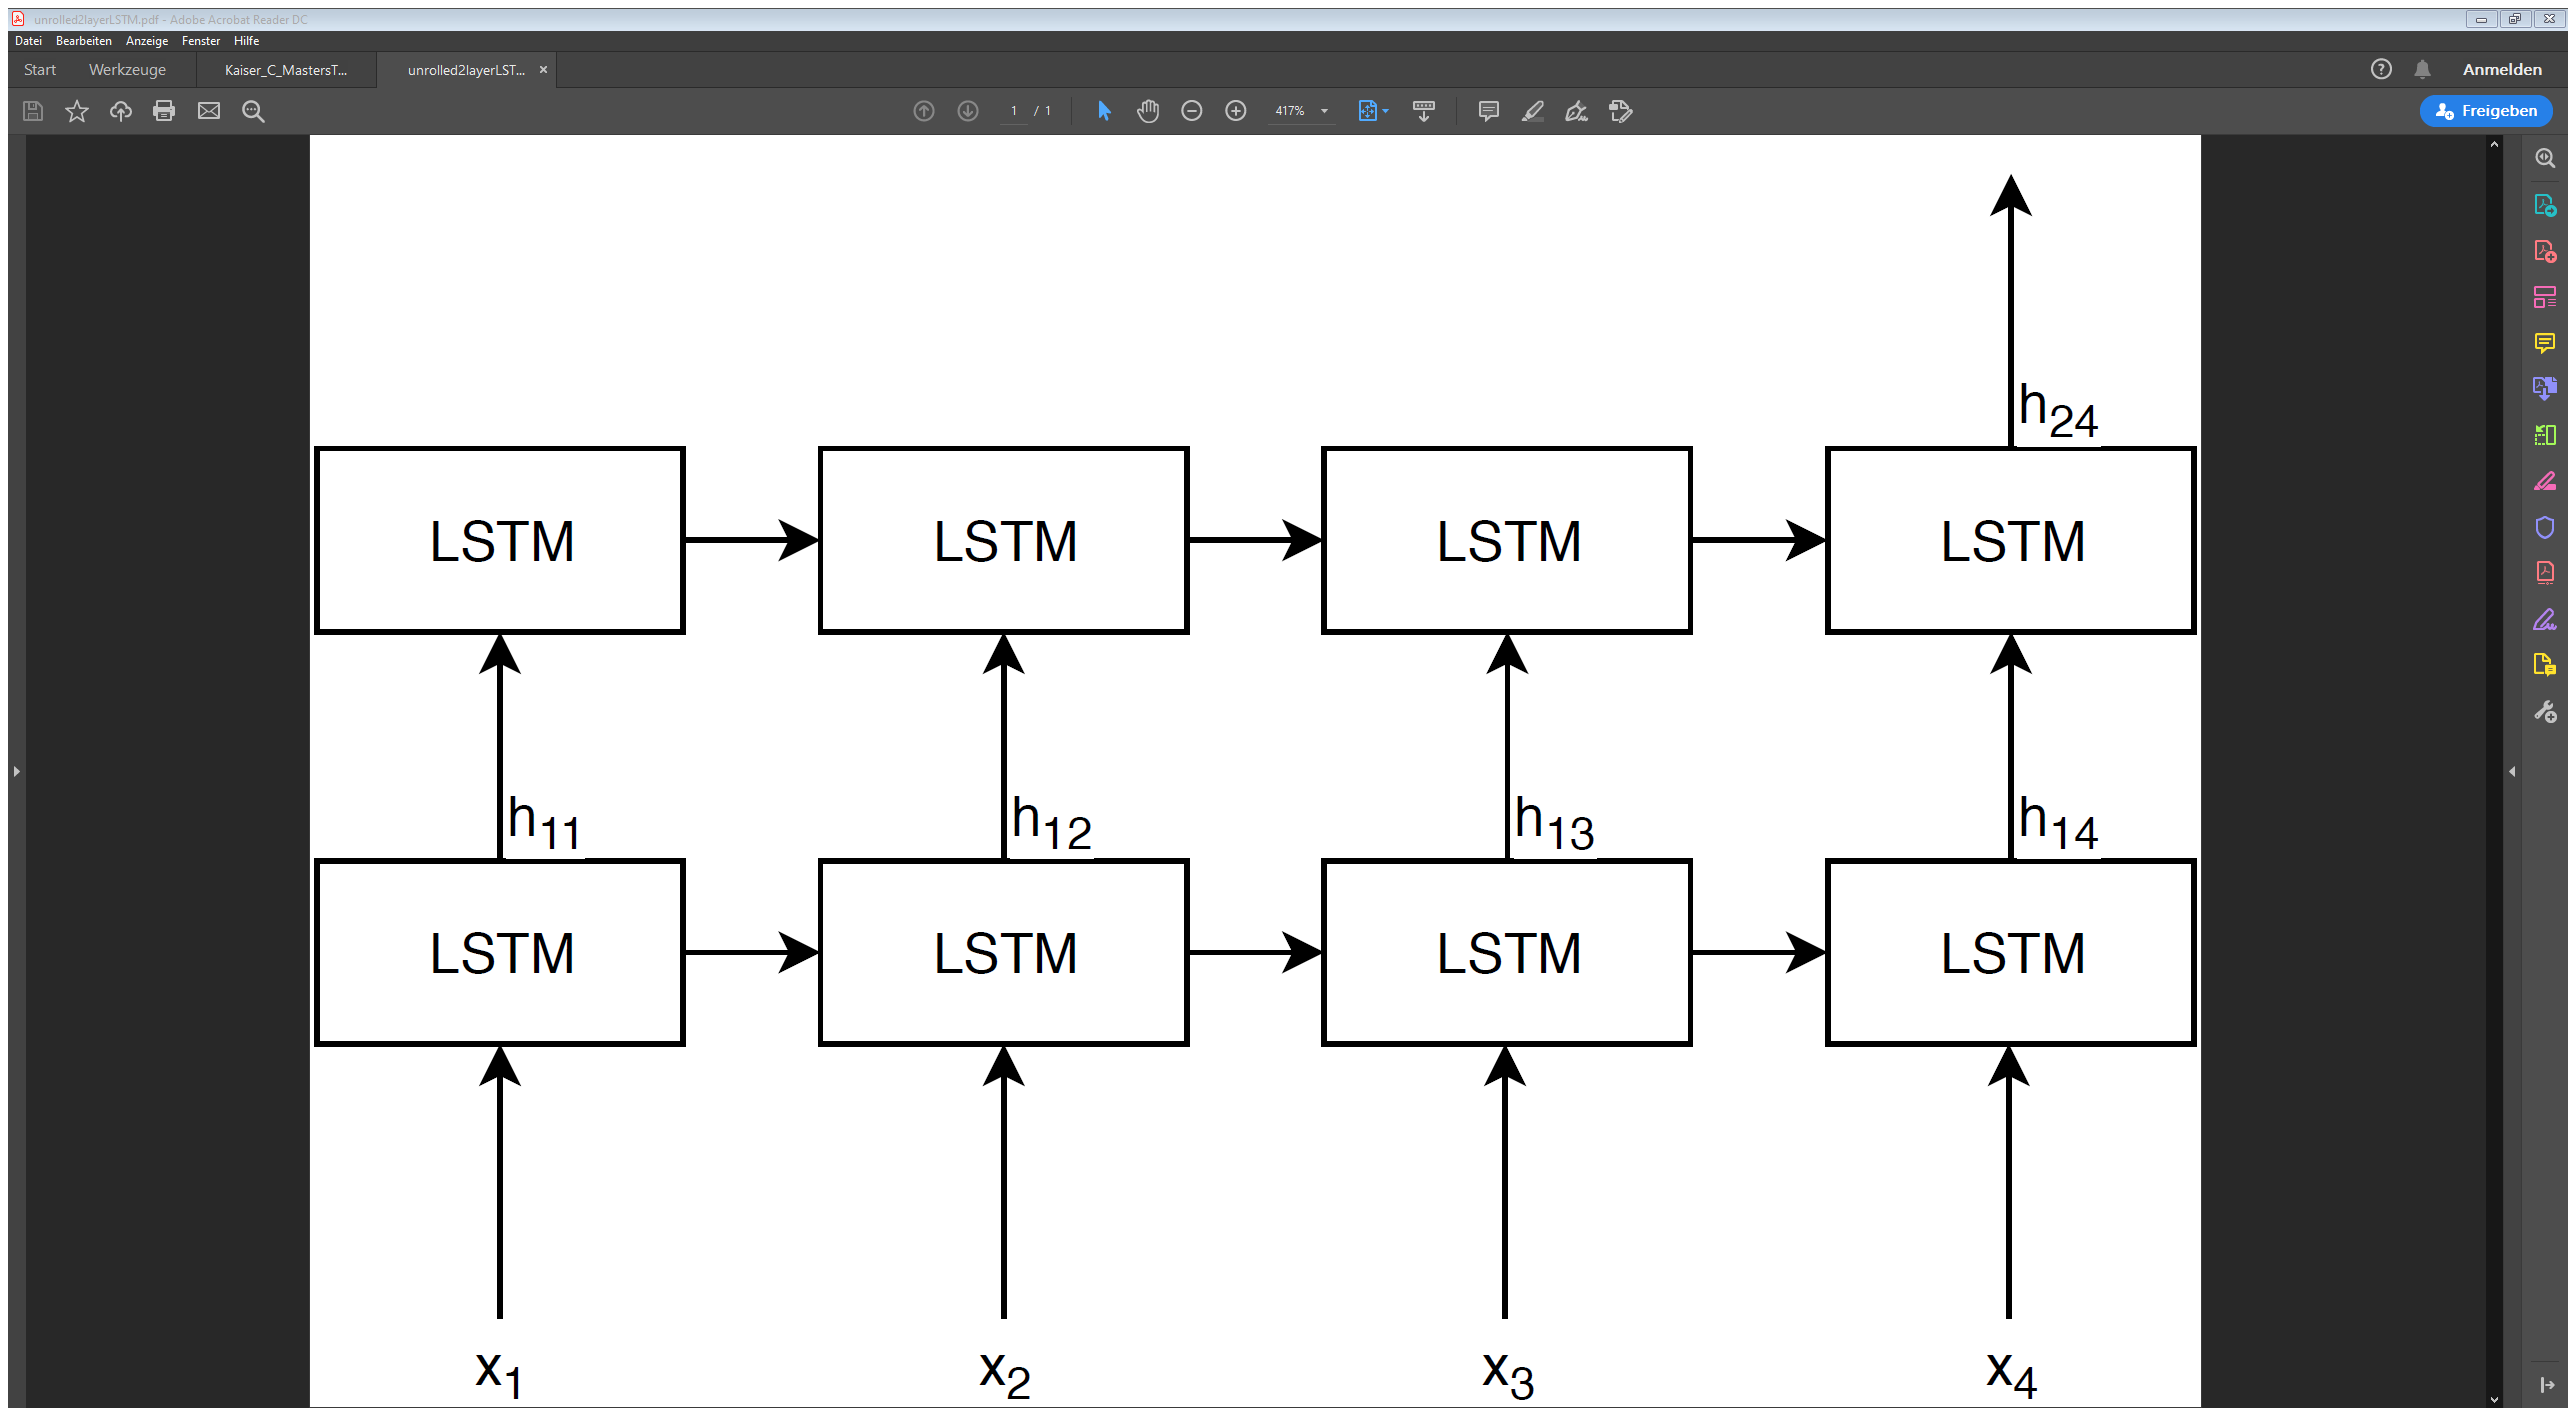 unrolled2layerLSTM.pdf - Adobe Acrobat Reader DC
Datei Bearbeiten Anzeige Fenster Hilfe
Start Werkzeuge Kaiser_C_MastersT... unrolled2layerLST... Anmelden
1 / 1 417% Freigeben
h24
LSTM LSTM LSTM LSTM
h11 h12 h13 h14
LSTM LSTM LSTM LSTM
x1 x2 x3 x4